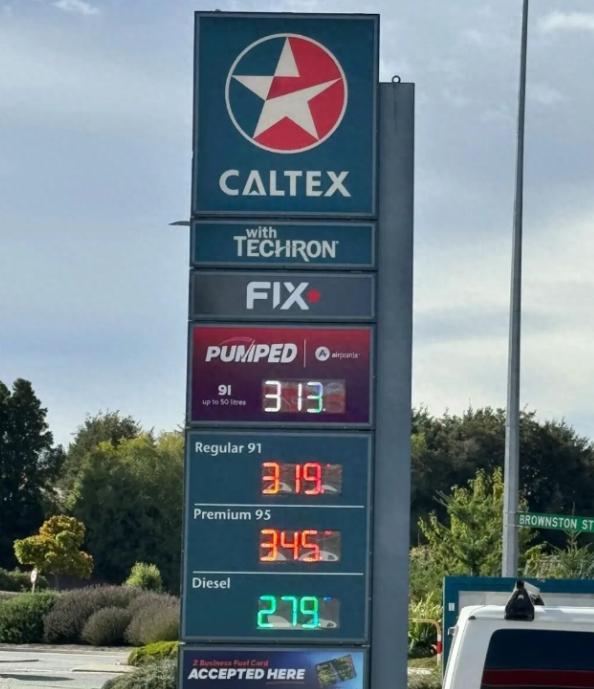 CALTEX
with
TECHRON
FIX
PUMPED airpoints
91
up to 50 litres
313
Regular 91
319
Premium 95
345
Diesel
279
BROWNSTON ST
Z Business Fuel Card
ACCEPTED HERE